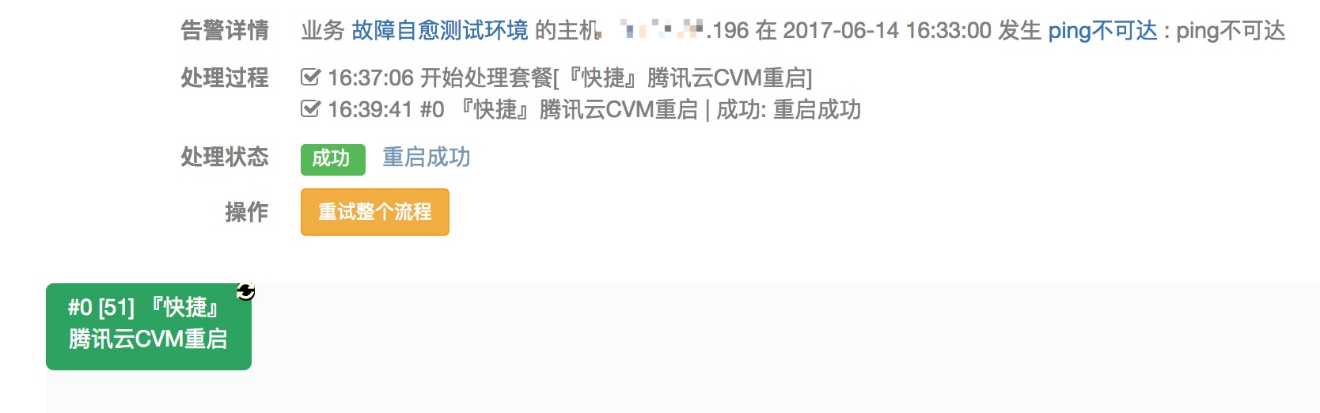 告警详情 业务 故障自愈测试环境 的主机 .196 在 2017-06-14 16:33:00 发生 ping不可达 : ping不可达
处理过程 16:37:06 开始处理套餐[『快捷』腾讯云CVM重启]
16:39:41 #0 『快捷』腾讯云CVM重启 | 成功: 重启成功
处理状态 成功 重启成功
操作 重试整个流程
#0 [51] 『快捷』
腾讯云CVM重启